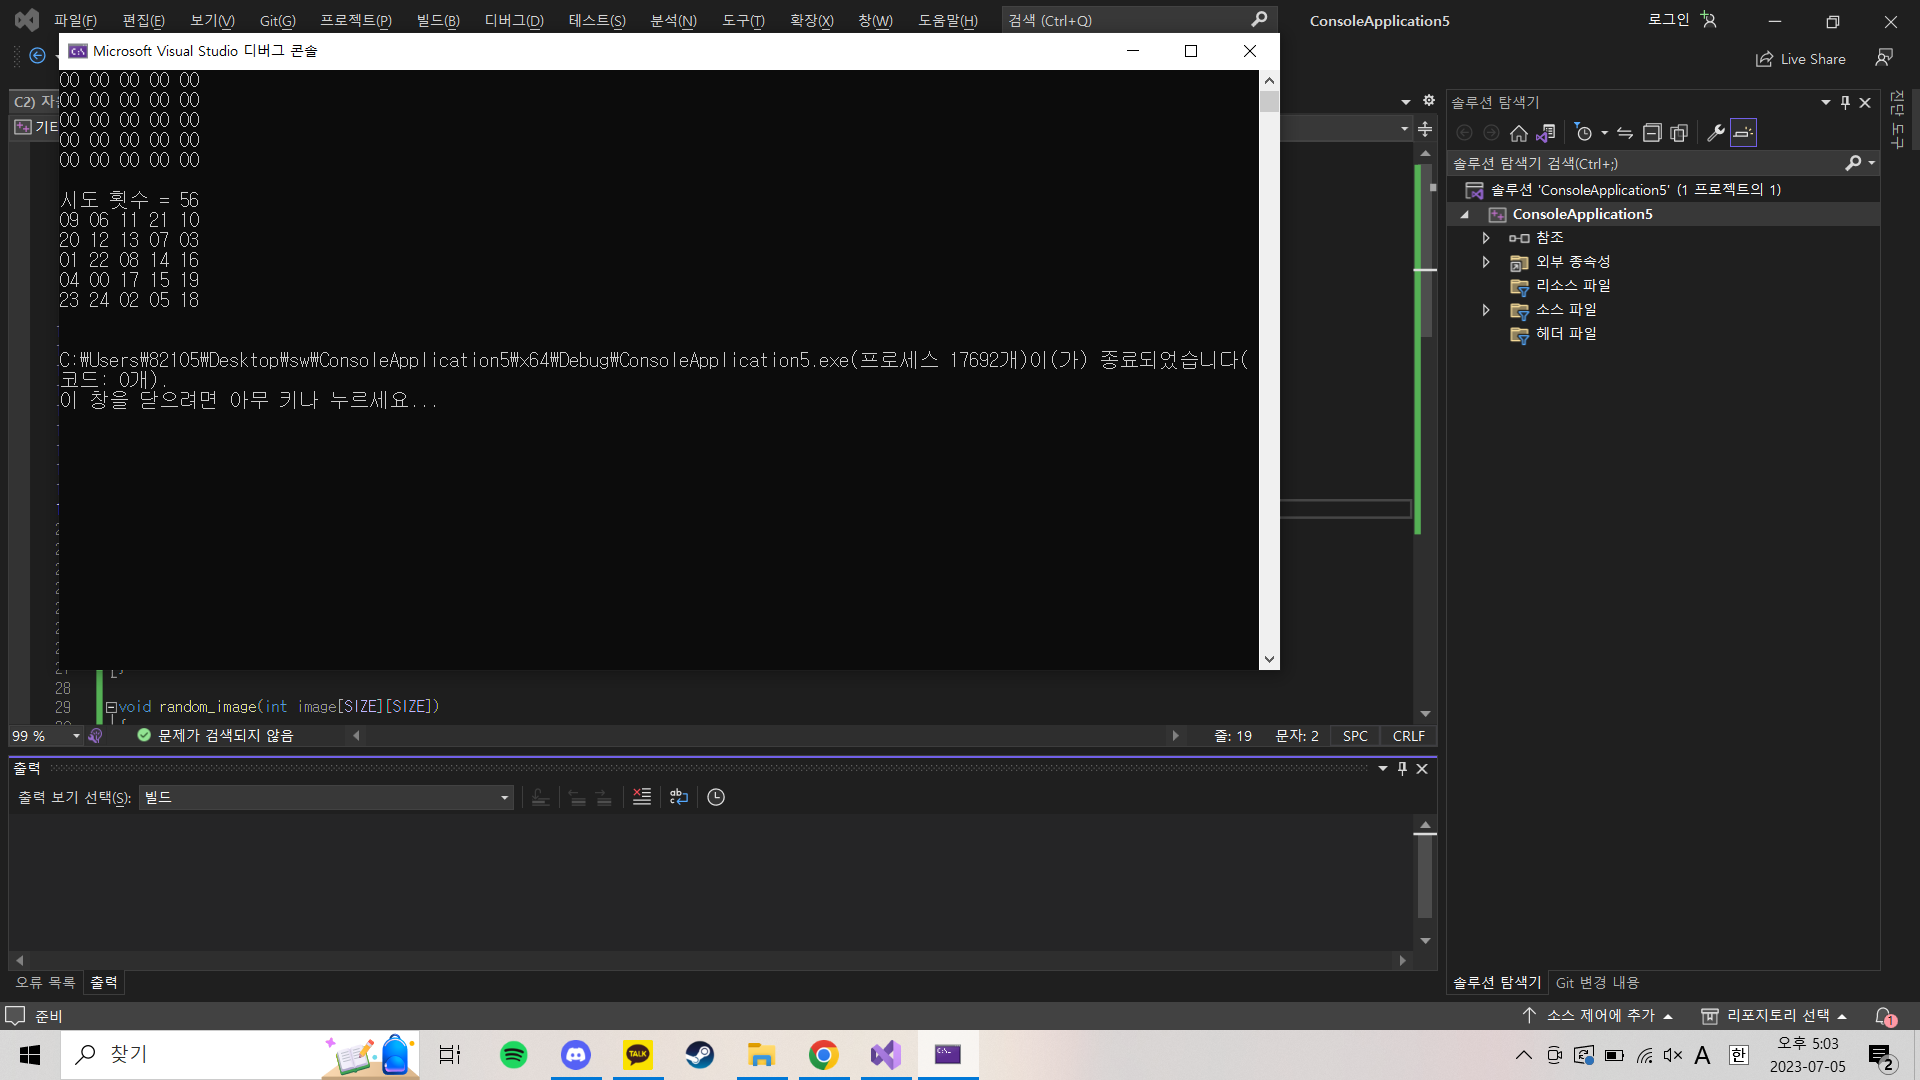 파일(F) 편집(E) 보기(V) Git(G) 프로젝트(P) 빌드(B) 디버그(D) 테스트(S) 분석(N) 도구(T) 확장(X) 창(W) 도움말(H) 검색 (Ctrl+Q) ConsoleApplication5 로그인
Microsoft Visual Studio 디버그 콘솔
Live Share
00 00 00 00 00
00 00 00 00 00
00 00 00 00 00
00 00 00 00 00
00 00 00 00 00
시도 횟수 = 56
09 06 11 21 10
20 12 13 07 03
01 22 08 14 16
04 00 17 15 19
23 24 02 05 18
C:₩Users₩82105₩Desktop₩sw₩ConsoleApplication5₩x64₩Debug₩ConsoleApplication5.exe(프로세스 17692개)이(가) 종료되었습니다(
코드: 0개).
이 창을 닫으려면 아무 키나 누르세요...
C2)
기타
28
29 void random_image(int image[SIZE][SIZE])
99 % 문제가 검색되지 않음 줄: 19 문자: 2 SPC CRLF
출력
출력 보기 선택(S): 빌드
오류 목록 출력
솔루션 탐색기
솔루션 탐색기 검색(Ctrl+;)
솔루션 'ConsoleApplication5' (1 프로젝트의 1)
ConsoleApplication5
참조
외부 종속성
리소스 파일
소스 파일
헤더 파일
솔루션 탐색기 Git 변경 내용
진단 도구
준비 소스 제어에 추가 리포지토리 선택 1
찾기 TALK A 한 오후 5:03
2023-07-05 2